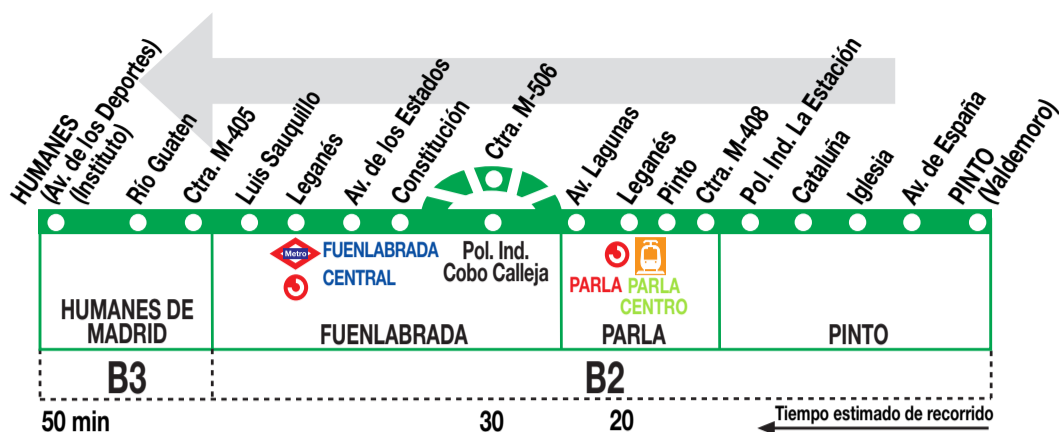 HUMANES
(Av. de los Deportes)
(Instituto)
Río Guaten
Ctra. M-405
Luis Sauquillo
Leganés
Av. de los Estados
Constitución
Ctra. M-506
Av. Lagunas
Leganés
Pinto
Ctra. M-408
Pol. Ind. La Estación
Cataluña
Iglesia
Av. de España
PINTO
(Valdemoro)
Metro
FUENLABRADA
CENTRAL
Pol. Ind.
Cobo Calleja
PARLA
PARLA
CENTRO
HUMANES DE
MADRID
FUENLABRADA
PARLA
PINTO
B3
B2
50 min
30
20
Tiempo estimado de recorrido